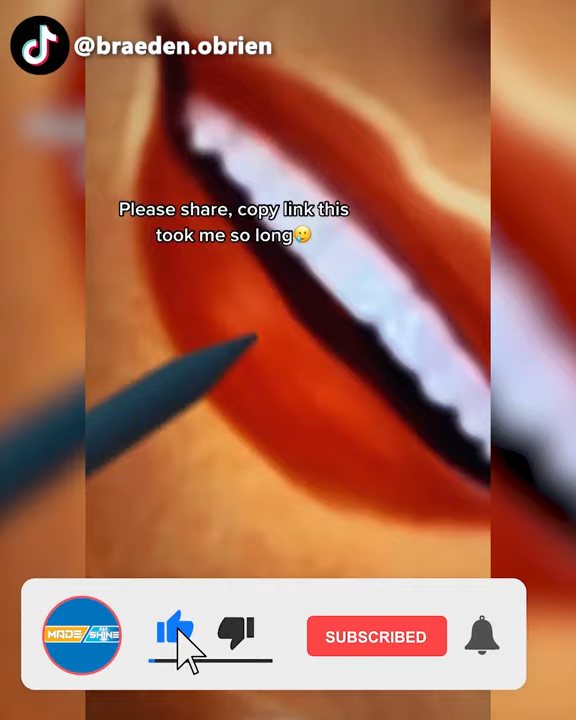 @braeden.obrien
Please share, copy link this
took me so long🥲
MADE SHINE
SUBSCRIBED